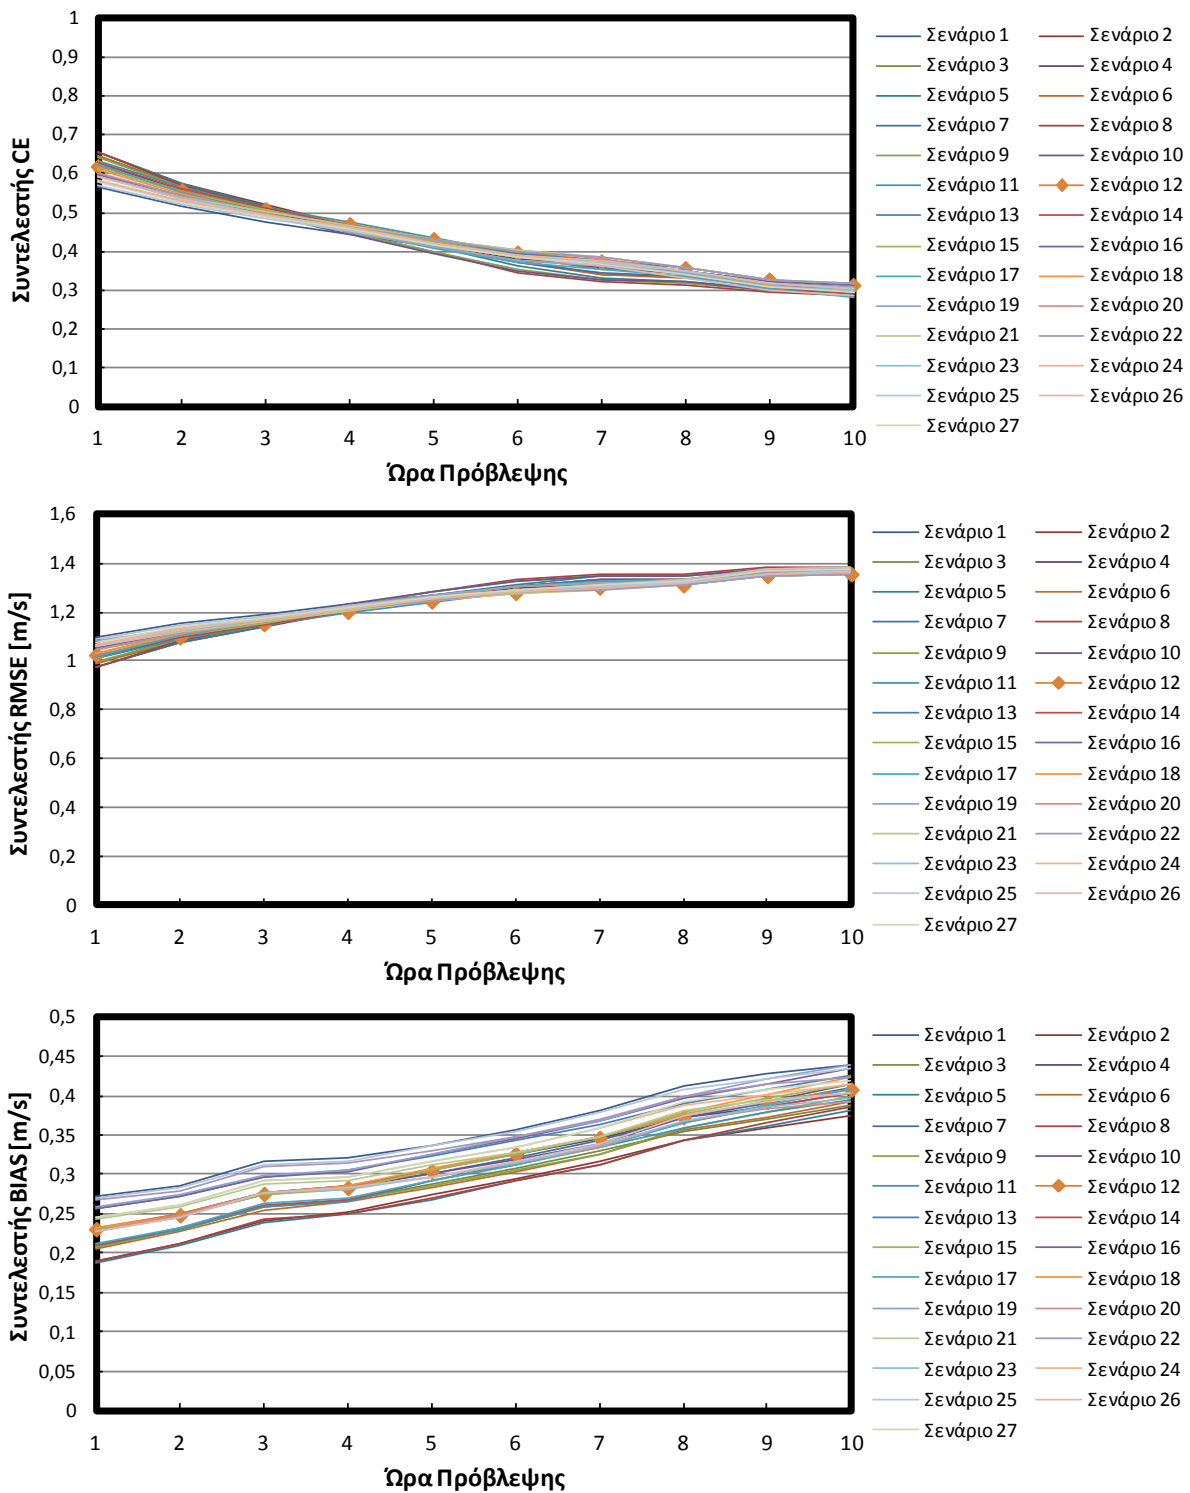 1
0,9
0,8
0,7
0,6
0,5
0,4
0,3
0,2
0,1
0
Συντελεστής CE
1 2 3 4 5 6 7 8 9 10
Ώρα Πρόβλεψης
Σενάριο 1 Σενάριο 2
Σενάριο 3 Σενάριο 4
Σενάριο 5 Σενάριο 6
Σενάριο 7 Σενάριο 8
Σενάριο 9 Σενάριο 10
Σενάριο 11 Σενάριο 12
Σενάριο 13 Σενάριο 14
Σενάριο 15 Σενάριο 16
Σενάριο 17 Σενάριο 18
Σενάριο 19 Σενάριο 20
Σενάριο 21 Σενάριο 22
Σενάριο 23 Σενάριο 24
Σενάριο 25 Σενάριο 26
Σενάριο 27
1,6
1,4
1,2
1
0,8
0,6
0,4
0,2
0
Συντελεστής RMSE [m/s]
1 2 3 4 5 6 7 8 9 10
Ώρα Πρόβλεψης
Σενάριο 1 Σενάριο 2
Σενάριο 3 Σενάριο 4
Σενάριο 5 Σενάριο 6
Σενάριο 7 Σενάριο 8
Σενάριο 9 Σενάριο 10
Σενάριο 11 Σενάριο 12
Σενάριο 13 Σενάριο 14
Σενάριο 15 Σενάριο 16
Σενάριο 17 Σενάριο 18
Σενάριο 19 Σενάριο 20
Σενάριο 21 Σενάριο 22
Σενάριο 23 Σενάριο 24
Σενάριο 25 Σενάριο 26
Σενάριο 27
0,5
0,45
0,4
0,35
0,3
0,25
0,2
0,15
0,1
0,05
0
Συντελεστής BIAS [m/s]
1 2 3 4 5 6 7 8 9 10
Ώρα Πρόβλεψης
Σενάριο 1 Σενάριο 2
Σενάριο 3 Σενάριο 4
Σενάριο 5 Σενάριο 6
Σενάριο 7 Σενάριο 8
Σενάριο 9 Σενάριο 10
Σενάριο 11 Σενάριο 12
Σενάριο 13 Σενάριο 14
Σενάριο 15 Σενάριο 16
Σενάριο 17 Σενάριο 18
Σενάριο 19 Σενάριο 20
Σενάριο 21 Σενάριο 22
Σενάριο 23 Σενάριο 24
Σενάριο 25 Σενάριο 26
Σενάριο 27